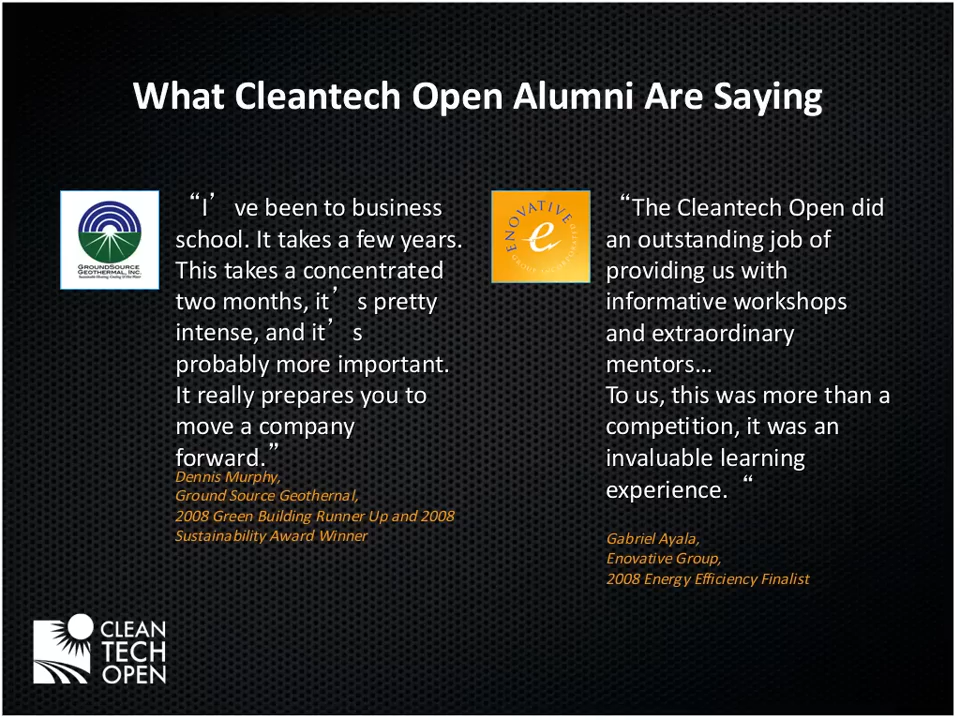 What Cleantech Open Alumni Are Saying
“I’ve been to business
school. It takes a few years.
This takes a concentrated
two months, it’s pretty
intense, and it’s
probably more important.
It really prepares you to
move a company
forward.”
Dennis Murphy,
Ground Source Geothernal,
2008 Green Building Runner Up and 2008
Sustainability Award Winner
GROUNDSOURCE
GEOTHERMAL, INC.
“The Cleantech Open did
an outstanding job of
providing us with
informative workshops
and extraordinary
mentors…
To us, this was more than a
competition, it was an
invaluable learning
experience. “
Gabriel Ayala,
Enovative Group,
2008 Energy Efficiency Finalist
ENOVATIVE
e
CLEAN
TECH
OPEN